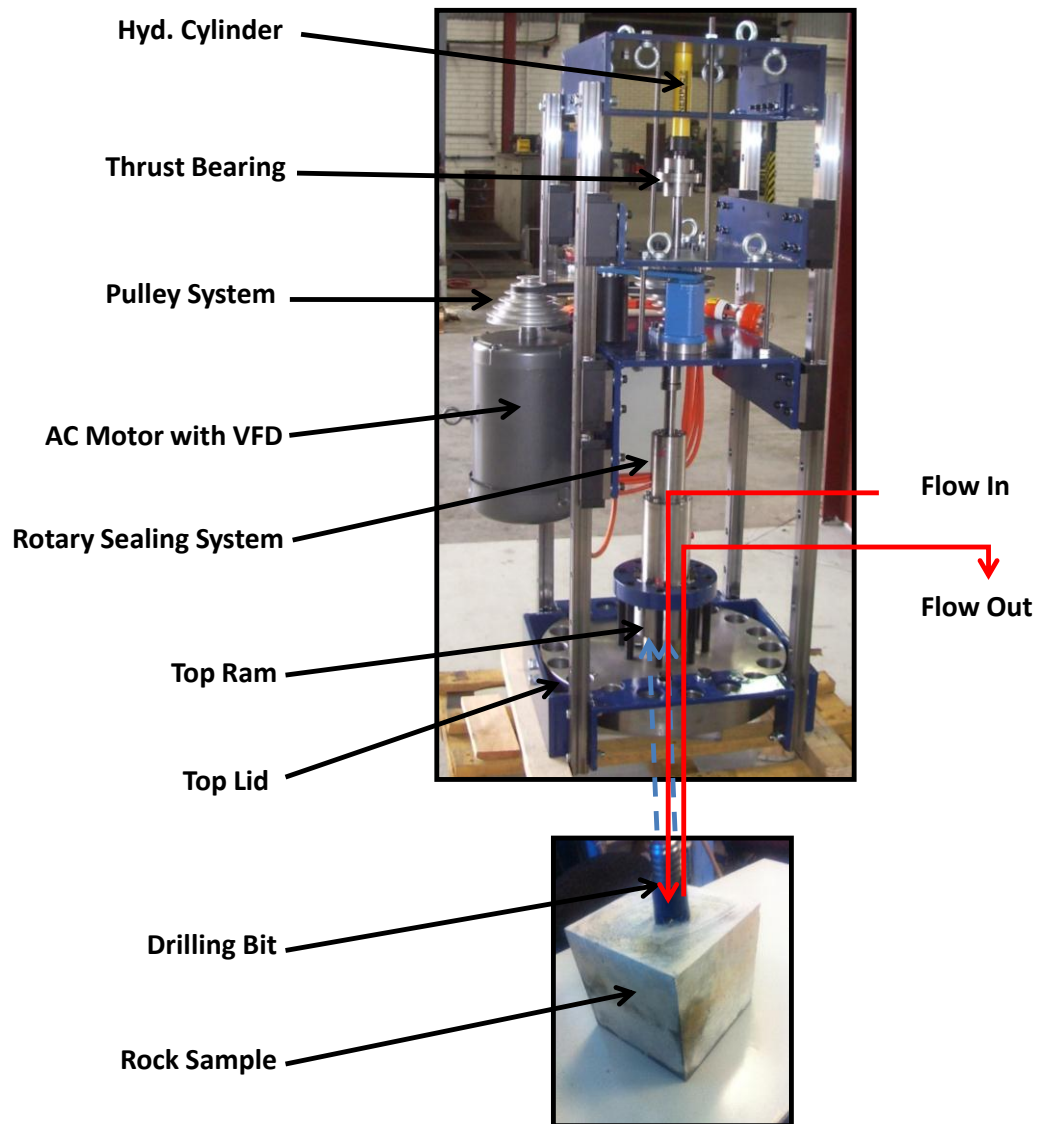 Hyd. Cylinder
Thrust Bearing
Pulley System
AC Motor with VFD
Flow In
Rotary Sealing System
Flow Out
Top Ram
Top Lid
Drilling Bit
Rock Sample